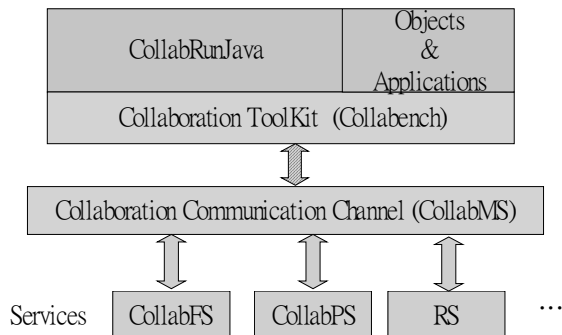 CollabRunJava
Objects
&
Applications
Collaboration ToolKit (Collabench)
Collaboration Communication Channel (CollabMS)
Services
CollabFS
CollabPS
RS
...